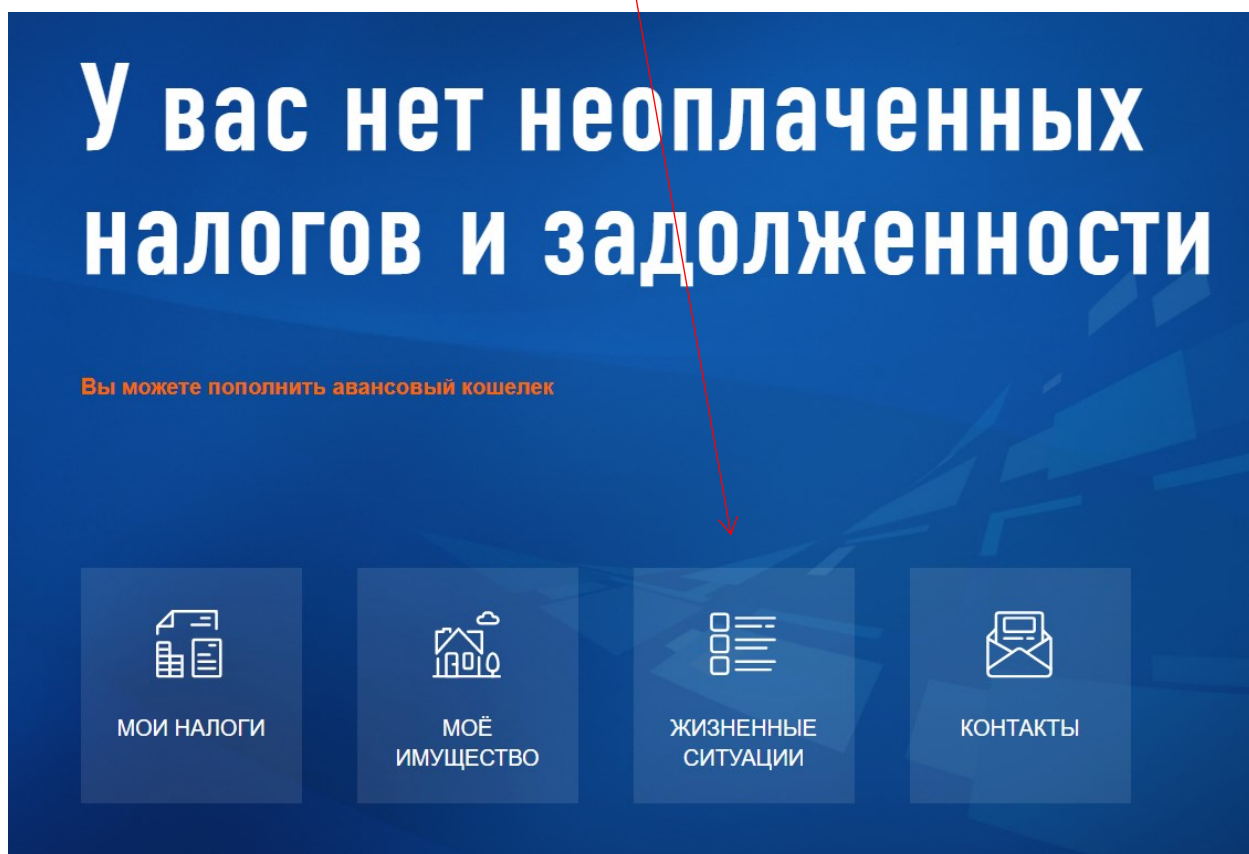 У вас нет неоплаченных
налогов и задолженности
Вы можете пополнить авансовый кошелек
МОИ НАЛОГИ
МОЁ
ИМУЩЕСТВО
ЖИЗНЕННЫЕ
СИТУАЦИИ
КОНТАКТЫ